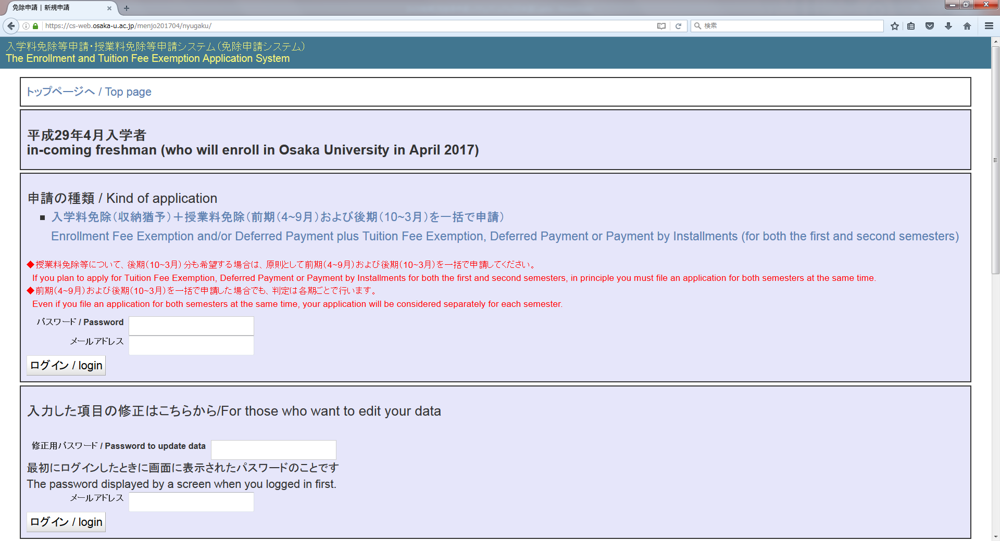 免除申請 | 新規申請
https://cs-web.osaka-u.ac.jp/menjo201704/nyugaku/
検索
入学料免除等申請・授業料免除等申請システム（免除申請システム）
The Enrollment and Tuition Fee Exemption Application System
トップページへ / Top page
平成29年4月入学者
in-coming freshman (who will enroll in Osaka University in April 2017)
申請の種類 / Kind of application
入学料免除（収納猶予）＋授業料免除（前期（4~9月）および後期（10~3月）を一括で申請）
Enrollment Fee Exemption and/or Deferred Payment plus Tuition Fee Exemption, Deferred Payment or Payment by Installments (for both the first and second semesters)
◆授業料免除等について、後期（10~3月）分も希望する場合は、原則として前期（4~9月）および後期（10~3月）を一括で申請してください。
If you plan to apply for Tuition Fee Exemption, Deferred Payment or Payment by Installments for both the first and second semesters, in principle you must file an application for both semesters at the same time.
◆前期（4~9月）および後期（10~3月）を一括で申請した場合でも、判定は各期ごとで行います。
Even if you file an application for both semesters at the same time, your application will be considered separately for each semester.
パスワード / Password
メールアドレス
ログイン / login
入力した項目の修正はこちらから/For those who want to edit your data
修正用パスワード / Password to update data
最初にログインしたときに画面に表示されたパスワードのことです
The password displayed by a screen when you logged in first.
メールアドレス
ログイン / login